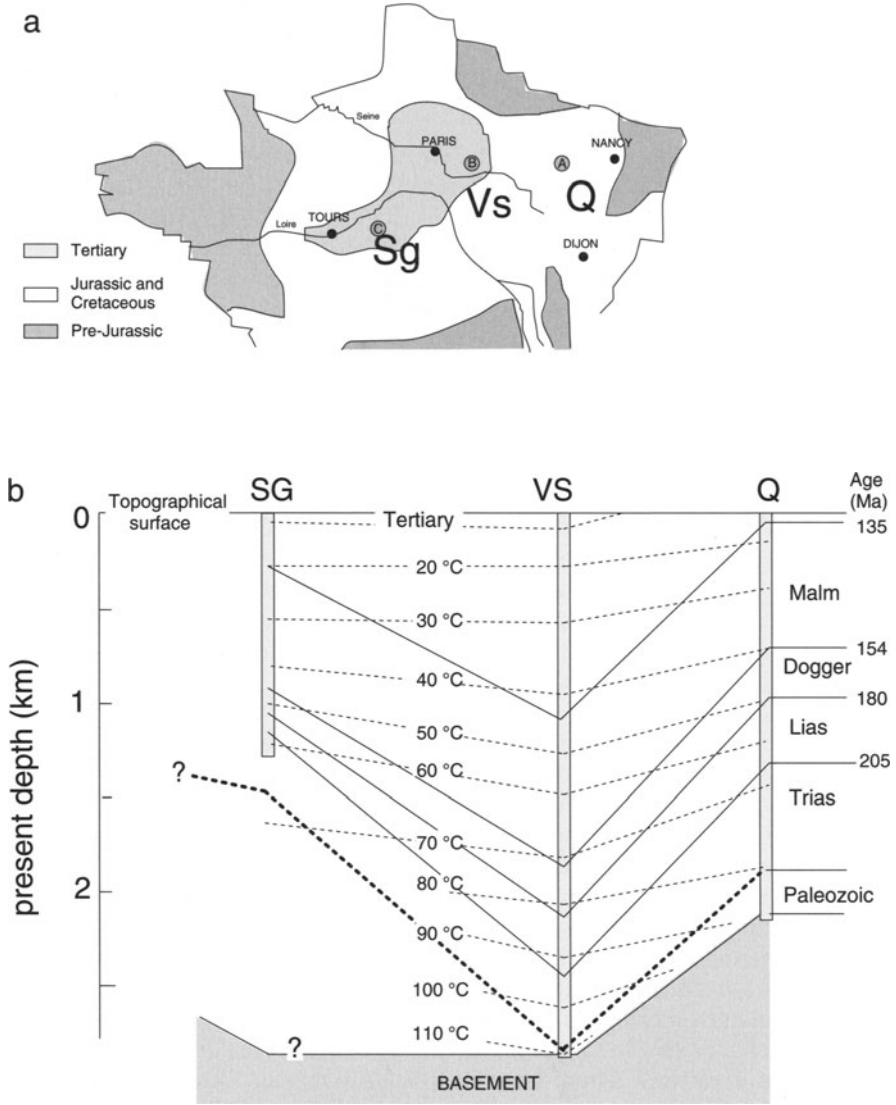 a
Seine
PARIS
B
A
NANCY
Vs
Q
TOURS
Loire
C
Sg
DIJON
Tertiary
Jurassic and
Cretaceous
Pre-Jurassic
b
SG
VS
Q
Age
(Ma)
Topographical
surface
0
Tertiary
135
20 °C
Malm
30 °C
154
40 °C
Dogger
1
180
50 °C
Lias
60 °C
205
?
Trias
70 °C
80 °C
2
Paleozoic
90 °C
100 °C
110 °C
?
BASEMENT
present depth (km)